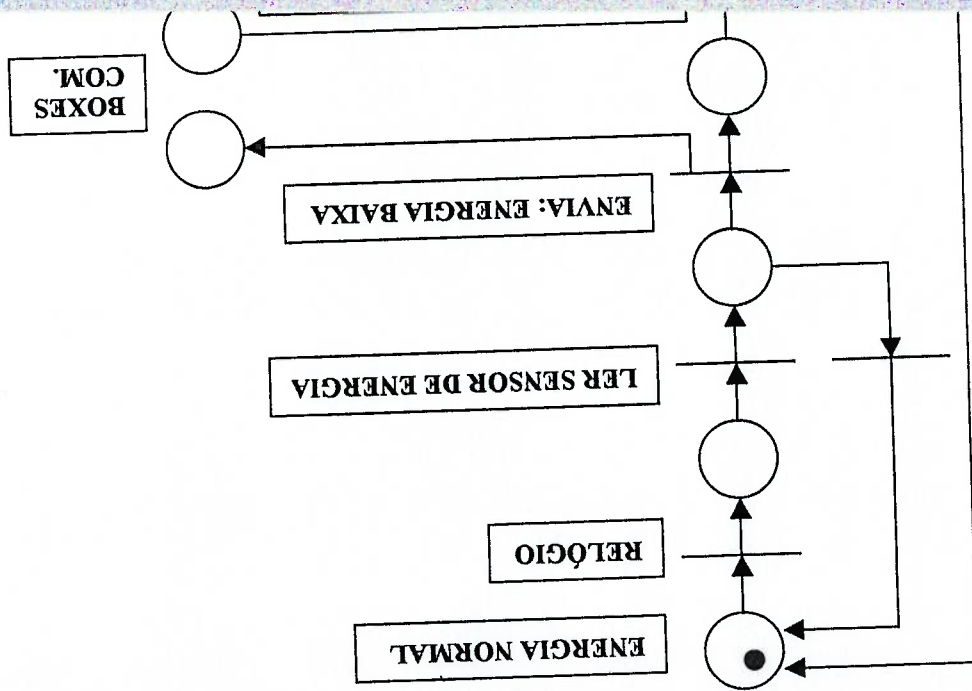 ENERGIA NORMAL
RELÓGIO
LER SENSOR DE ENERGIA
ENVIA: ENERGIA BAIXA
BOXES
COM.